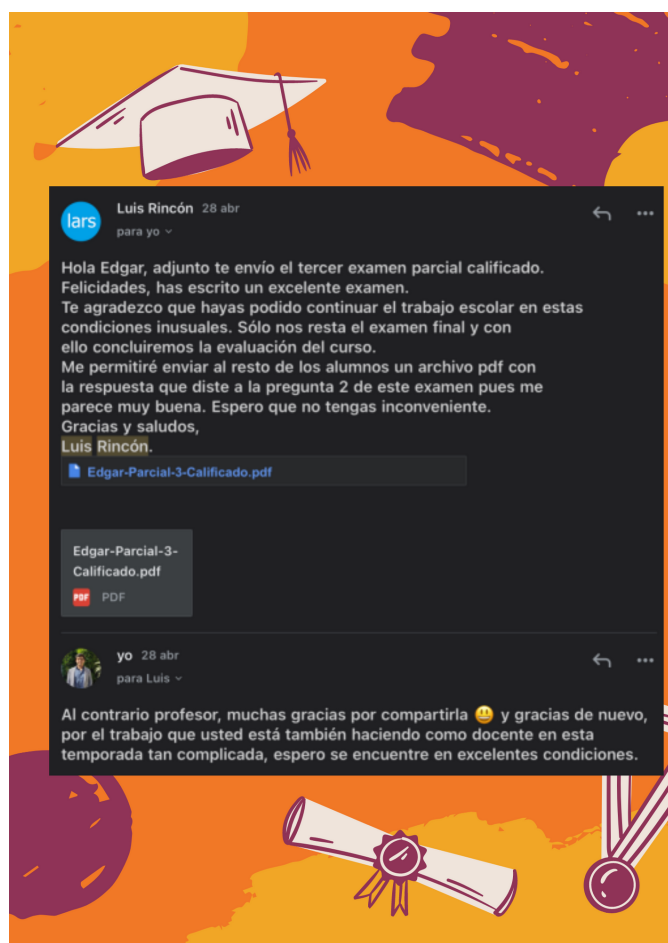 lars
Luis Rincón 28 abr
para yo
Hola Edgar, adjunto te envío el tercer examen parcial calificado.
Felicidades, has escrito un excelente examen.
Te agradezco que hayas podido continuar el trabajo escolar en estas
condiciones inusuales. Sólo nos resta el examen final y con
ello concluiremos la evaluación del curso.
Me permitiré enviar al resto de los alumnos un archivo pdf con
la respuesta que diste a la pregunta 2 de este examen pues me
parece muy buena. Espero que no tengas inconveniente.
Gracias y saludos,
Luis Rincón.
Edgar-Parcial-3-Calificado.pdf
Edgar-Parcial-3-
Calificado.pdf
PDF PDF
yo 28 abr
para Luis
Al contrario profesor, muchas gracias por compartirla 😃 y gracias de nuevo,
por el trabajo que usted está también haciendo como docente en esta
temporada tan complicada, espero se encuentre en excelentes condiciones.